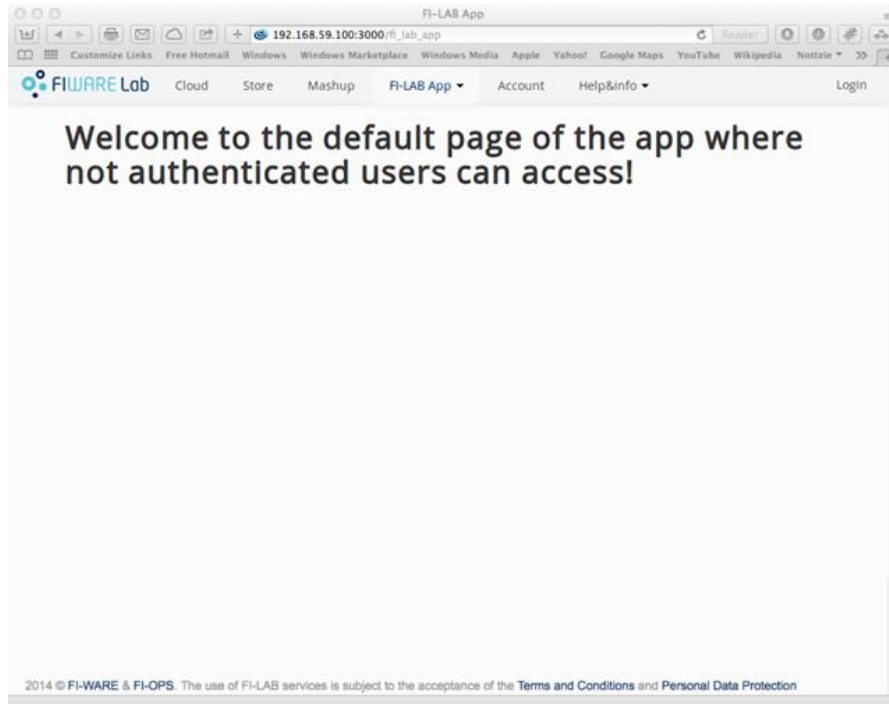 FI-LAB App
192.168.59.100:3000/fi_lab_app
Reader
Customize Links Free Hotmail Windows Windows Marketplace Windows Media Apple Yahoo! Google Maps YouTube Wikipedia Notizie
FIWARE Lab Cloud Store Mashup FI-LAB App Account Help&Info Login
Welcome to the default page of the app where
not authenticated users can access!
2014 © FI-WARE & FI-OPS. The use of FI-LAB services is subject to the acceptance of the Terms and Conditions and Personal Data Protection